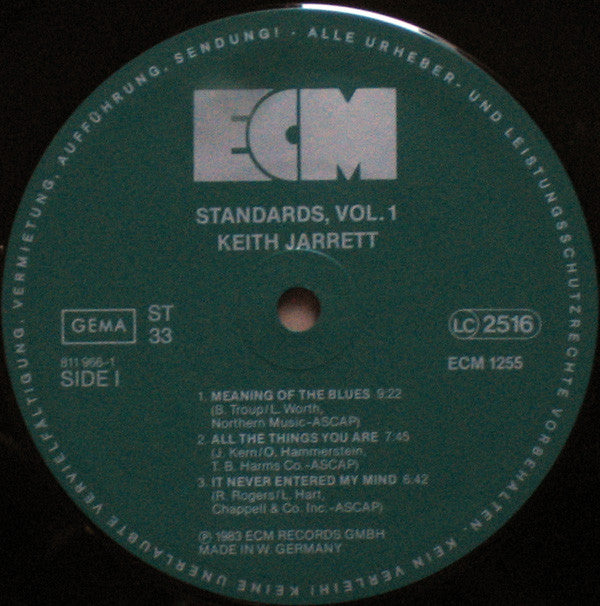 ALLE URHEBER- UND LEISTUNGSSCHUTZRECHTE VORBEHALTEN. KEIN VERLEIH! KEINE UNERLAUBTE VERVIELFÄLTIGUNG, VERMIETUNG, AUFFÜHRUNG, SENDUNG! ·
ECM
STANDARDS, VOL. 1
KEITH JARRETT
GEMA
ST
33
LC 2516
811 966-1
SIDE I
ECM 1255
1. MEANING OF THE BLUES 9:22
(B. Troup/L. Worth,
Northern Music-ASCAP)
2. ALL THE THINGS YOU ARE 7:45
(J. Kern/O. Hammerstein,
T. B. Harms Co.-ASCAP)
3. IT NEVER ENTERED MY MIND 6:42
(R. Rogers/L. Hart,
Chappell & Co. Inc.-ASCAP)
Ⓟ 1983 ECM RECORDS GMBH
MADE IN W. GERMANY